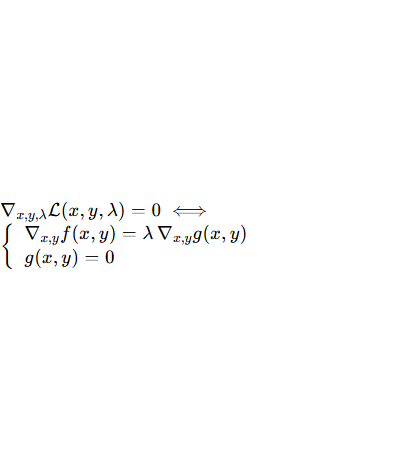 ∇x,y,λ ℒ(x, y, λ) = 0 ⟺
{ ∇x,y f(x, y) = λ ∇x,y g(x, y)
g(x, y) = 0